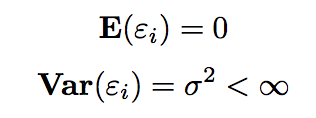 E(εᵢ) = 0
Var(εᵢ) = σ² < ∞